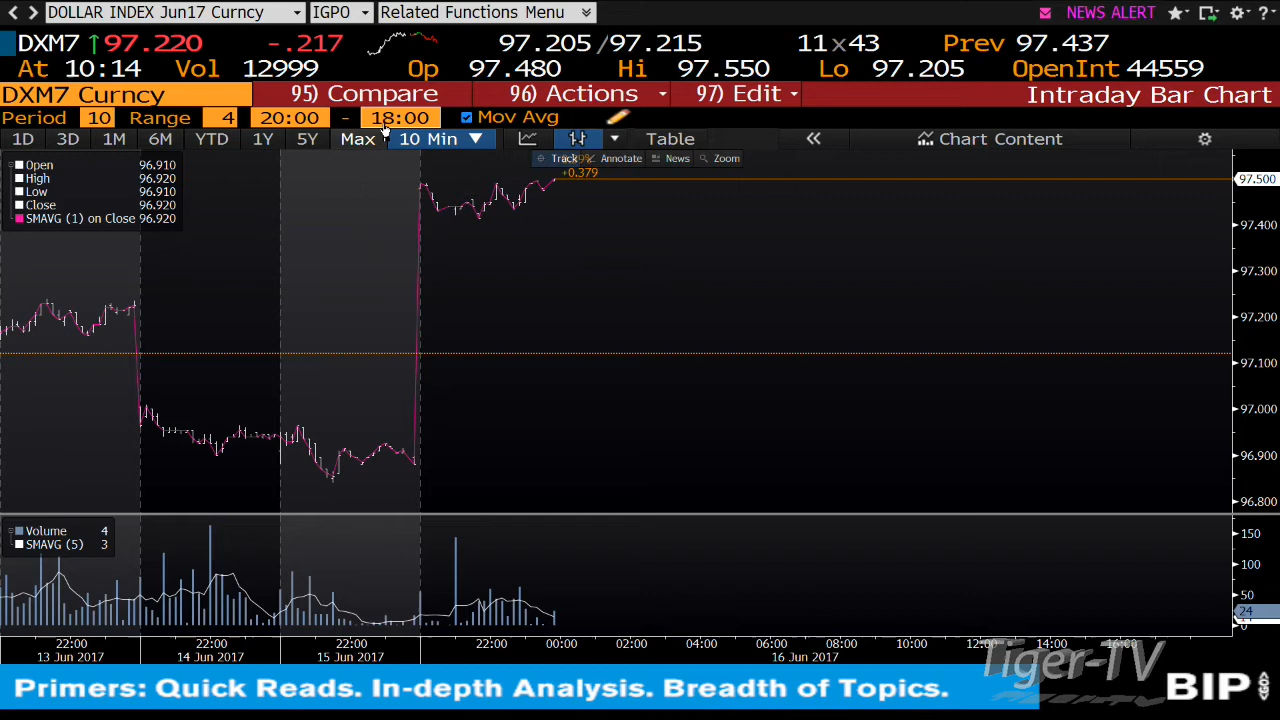 DOLLAR INDEX Jun17 Curncy IGPO Related Functions Menu NEWS ALERT
DXM7 ↑97.220 -.217 97.205/97.215 11x43 Prev 97.437
At 10:14 Vol 12999 Op 97.480 Hi 97.550 Lo 97.205 OpenInt 44559
DXM7 Curncy 95) Compare 96) Actions 97) Edit Intraday Bar Chart
Period 10 Range 4 20:00 - 18:00 Mov Avg
1D 3D 1M 6M YTD 1Y 5Y Max 10 Min Table Chart Content
Track Annotate News Zoom
+0.379
Open 96.910
High 96.920
Low 96.910
Close 96.920
SMAVG (1) on Close 96.920
97.500
97.400
97.300
97.200
97.100
97.000
96.900
96.800
Volume 4
SMAVG (5) 3
150
100
50
24
0
22:00 22:00 22:00 22:00 00:00 02:00 04:00 06:00 08:00 10:00 12:00 14:00 16:00
13 Jun 2017 14 Jun 2017 15 Jun 2017 16 Jun 2017
Tiger-TV
Primers: Quick Reads. In-depth Analysis. Breadth of Topics.
BIP